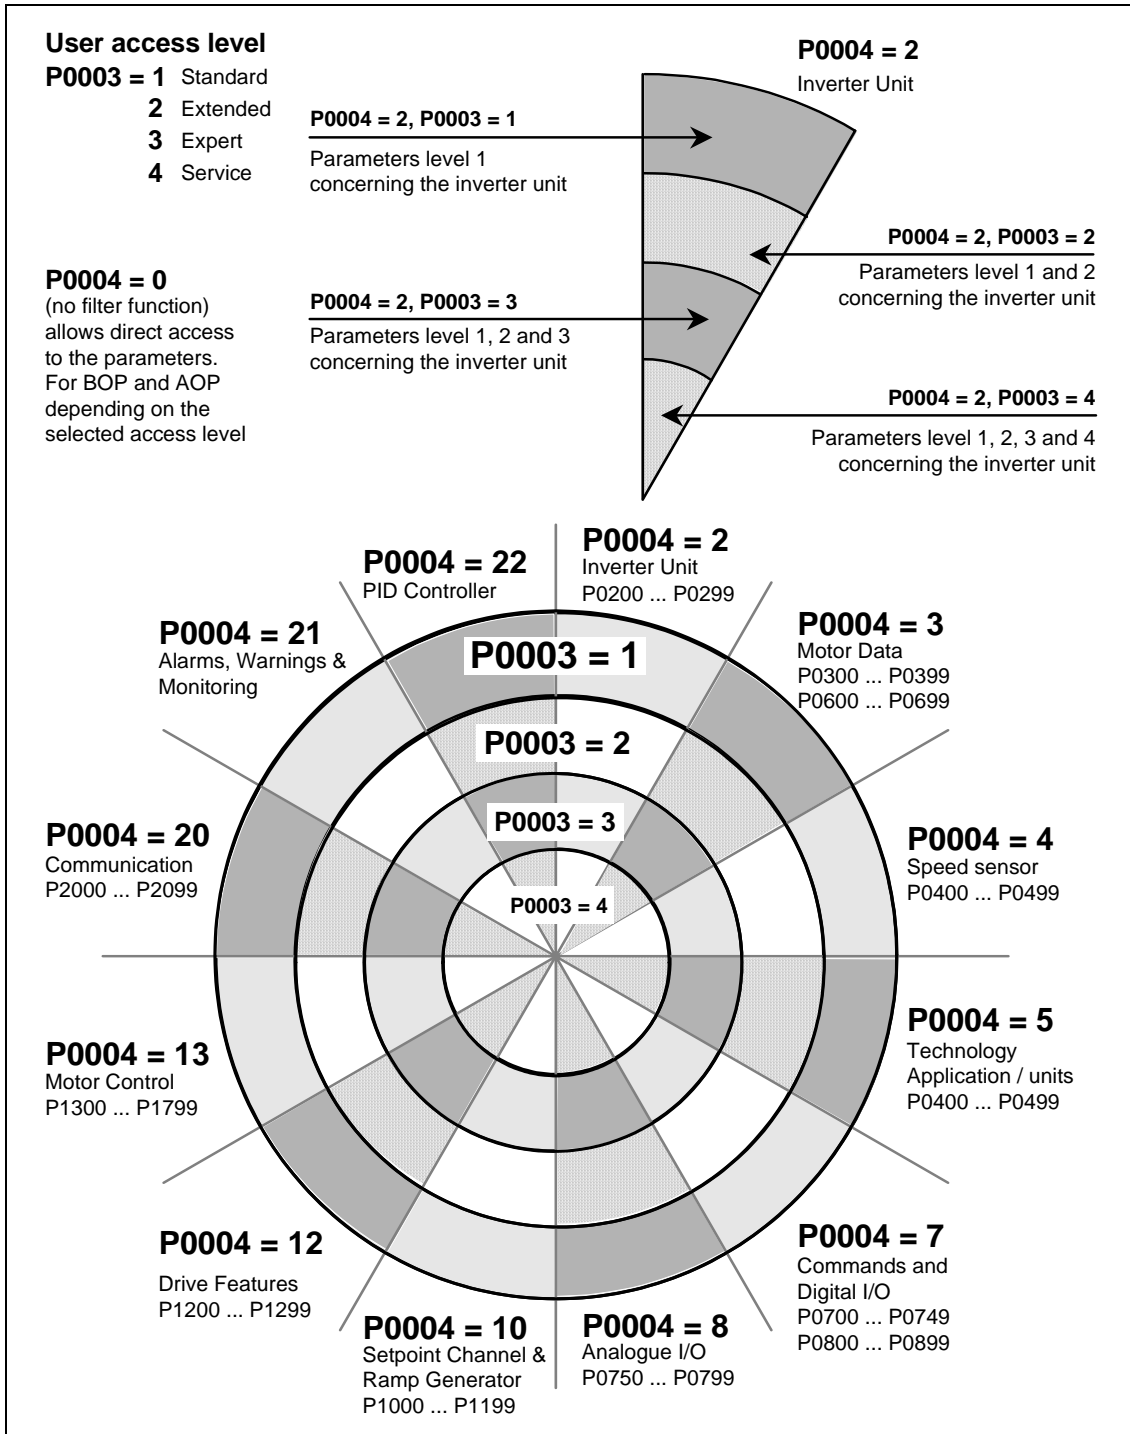 User access level
P0003 = 1 Standard
2 Extended
3 Expert
4 Service
P0004 = 2
Inverter Unit
P0004 = 2, P0003 = 1
Parameters level 1
concerning the inverter unit
P0004 = 2, P0003 = 2
Parameters level 1 and 2
concerning the inverter unit
P0004 = 0
(no filter function)
allows direct access
to the parameters.
For BOP and AOP
depending on the
selected access level
P0004 = 2, P0003 = 3
Parameters level 1, 2 and 3
concerning the inverter unit
P0004 = 2, P0003 = 4
Parameters level 1, 2, 3 and 4
concerning the inverter unit
P0004 = 22
PID Controller
P0004 = 2
Inverter Unit
P0200 ... P0299
P0004 = 21
Alarms, Warnings &
Monitoring
P0004 = 3
Motor Data
P0300 ... P0399
P0600 ... P0699
P0003 = 1
P0003 = 2
P0003 = 3
P0003 = 4
P0004 = 20
Communication
P2000 ... P2099
P0004 = 4
Speed sensor
P0400 ... P0499
P0004 = 13
Motor Control
P1300 ... P1799
P0004 = 5
Technology
Application / units
P0400 ... P0499
P0004 = 12
Drive Features
P1200 ... P1299
P0004 = 7
Commands and
Digital I/O
P0700 ... P0749
P0800 ... P0899
P0004 = 10
Setpoint Channel &
Ramp Generator
P1000 ... P1199
P0004 = 8
Analogue I/O
P0750 ... P0799